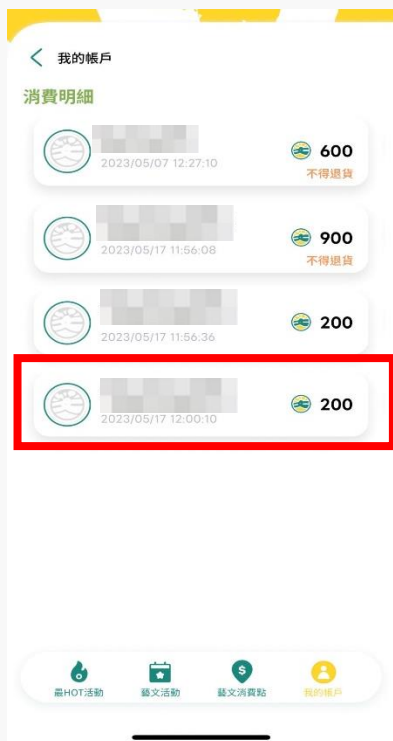 我的帳戶
消費明細
2023/05/07 12:27:10
600
不得退貨
2023/05/17 11:56:08
900
不得退貨
2023/05/17 11:56:36
200
2023/05/17 12:00:10
200
最HOT活動
藝文活動
藝文消費點
我的帳戶